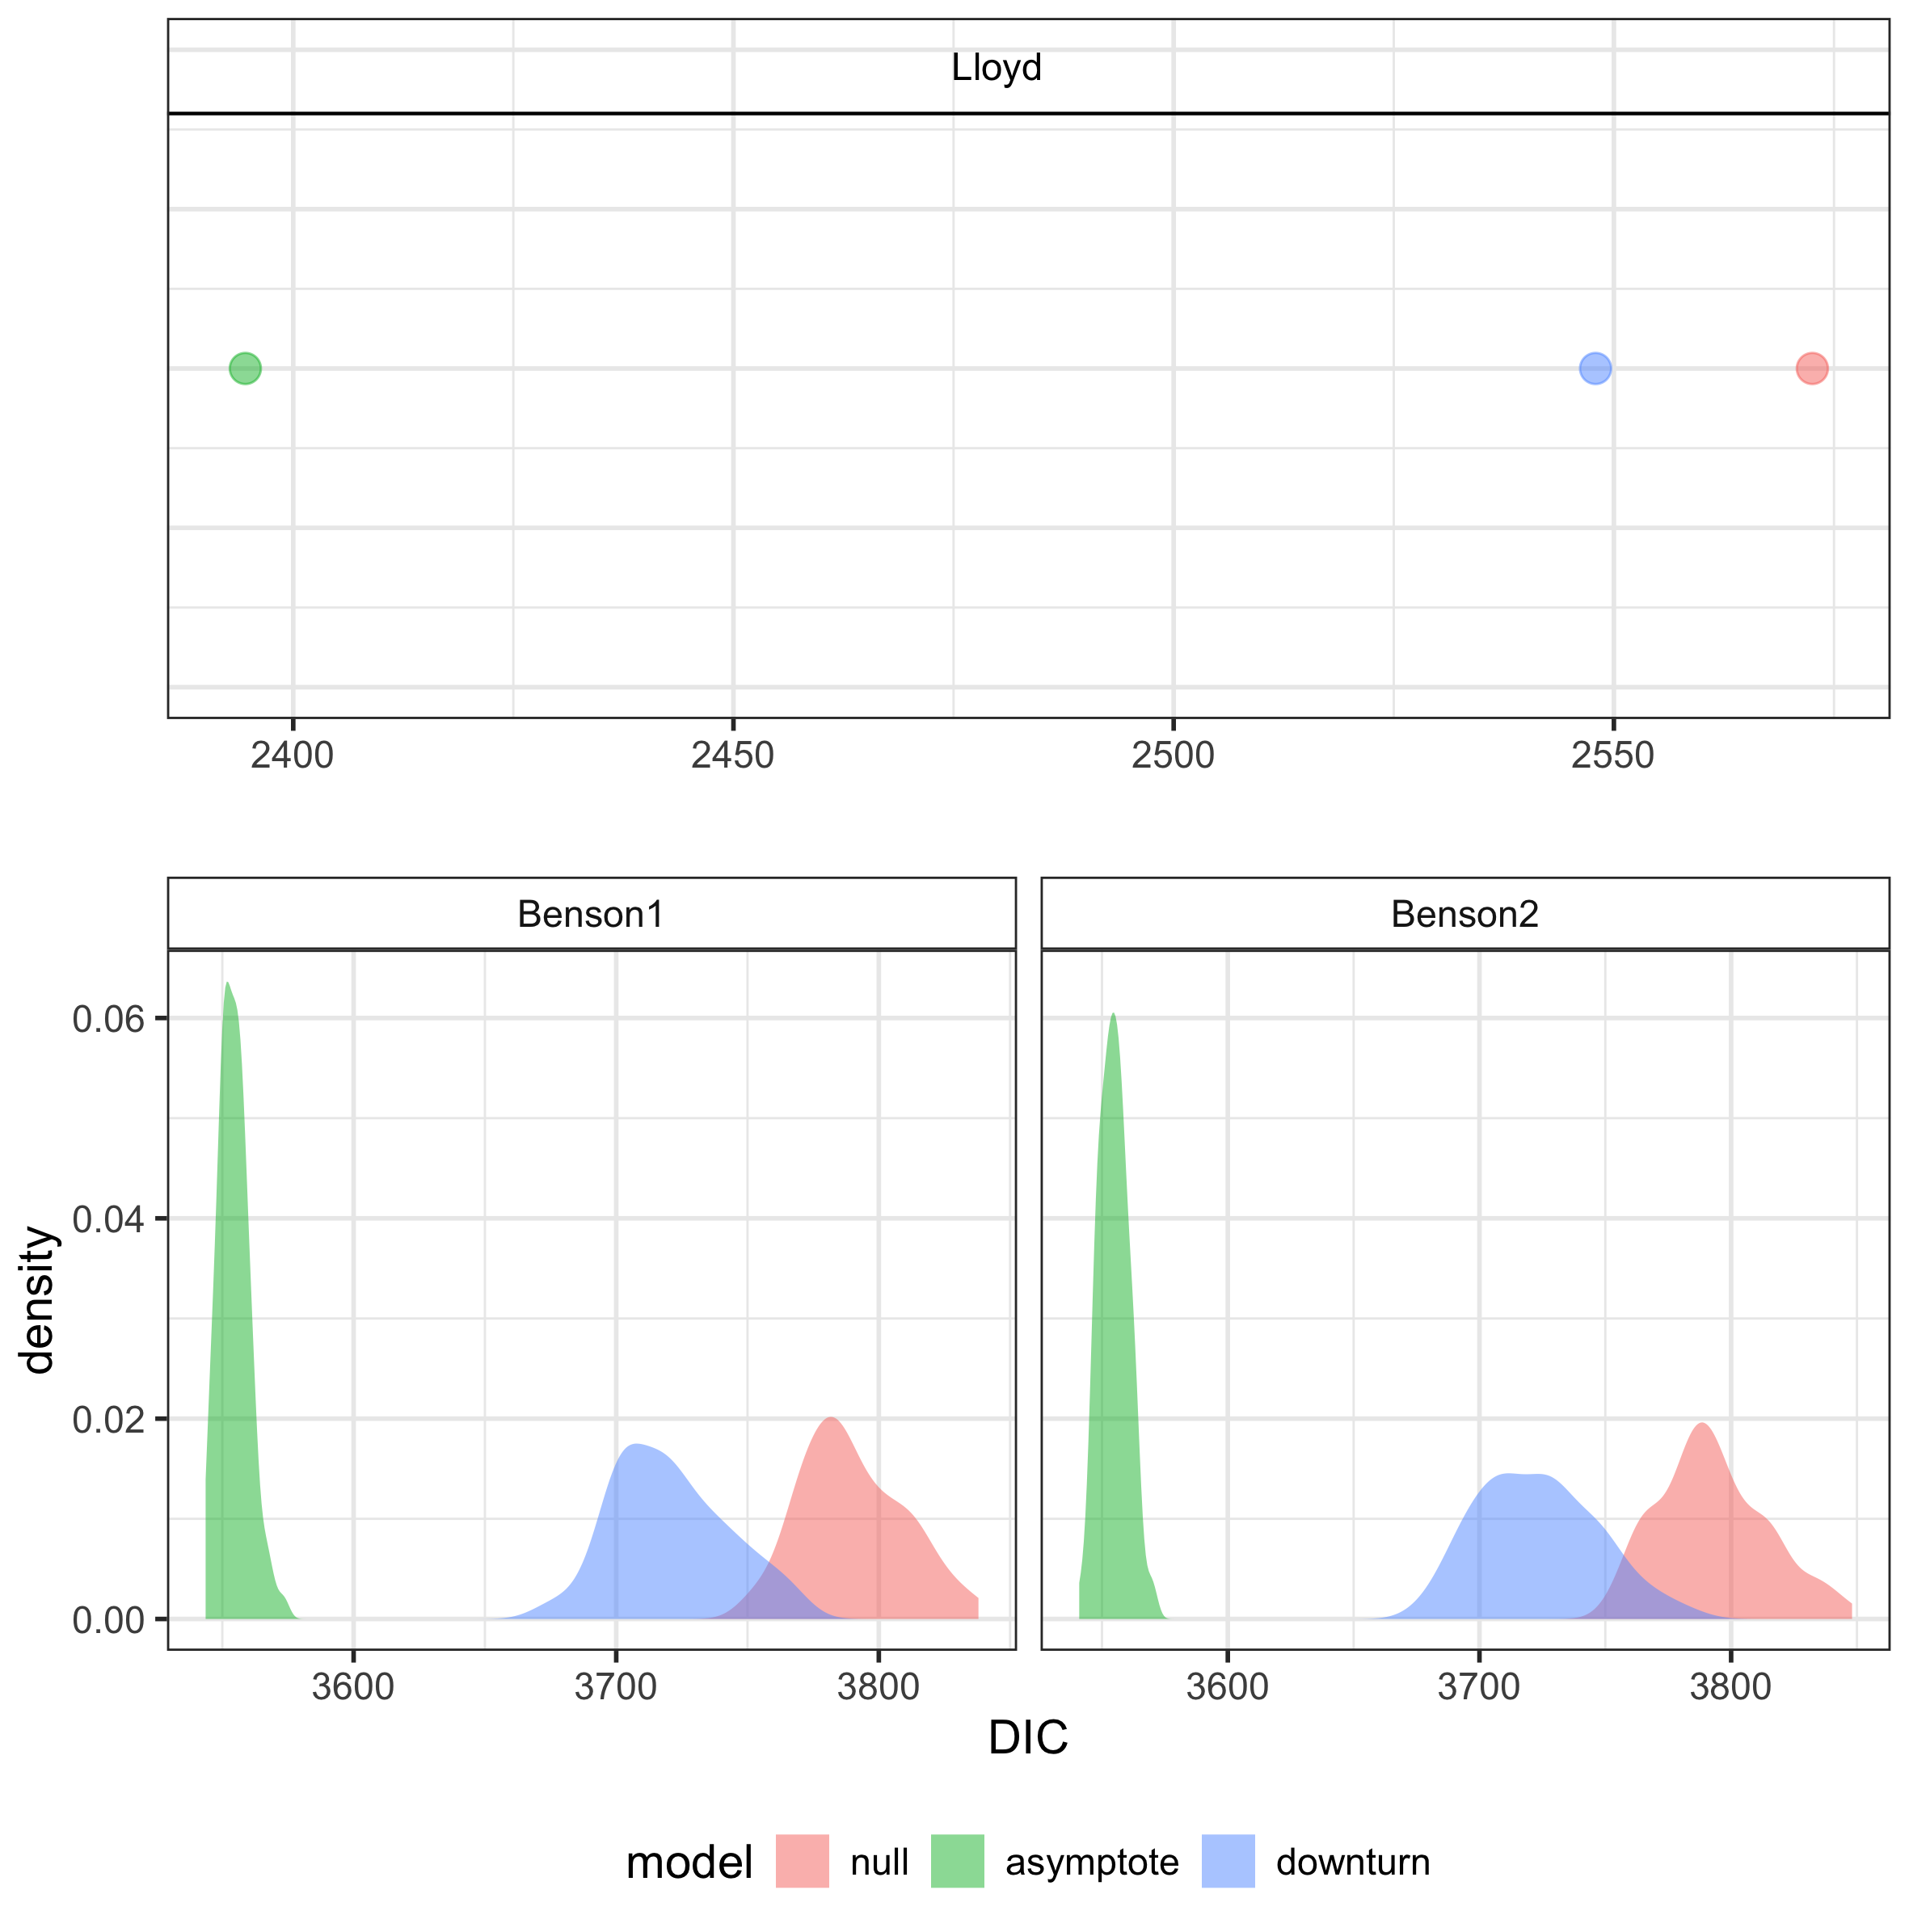 Lloyd
2400 2450 2500 2550
Benson1 Benson2
0.06
0.04
0.02
0.00
density
3600 3700 3800 3600 3700 3800
DIC
model null asymptote downturn